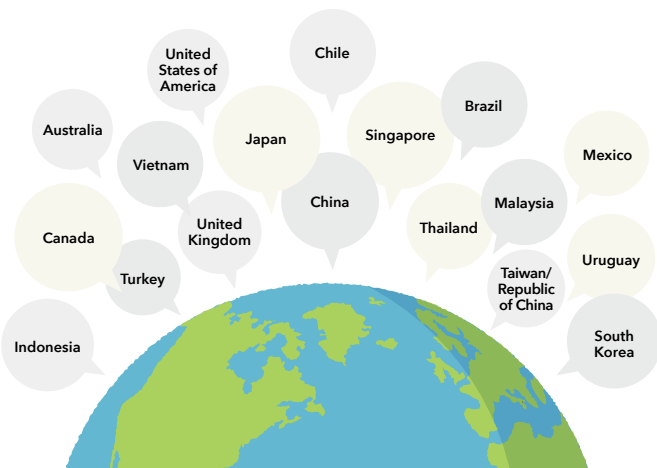 Chile
United
States of
America
Brazil
Australia
Japan
Singapore
Mexico
Vietnam
China
Malaysia
Canada
United
Kingdom
Thailand
Uruguay
Turkey
Taiwan/
Republic
of China
Indonesia
South
Korea